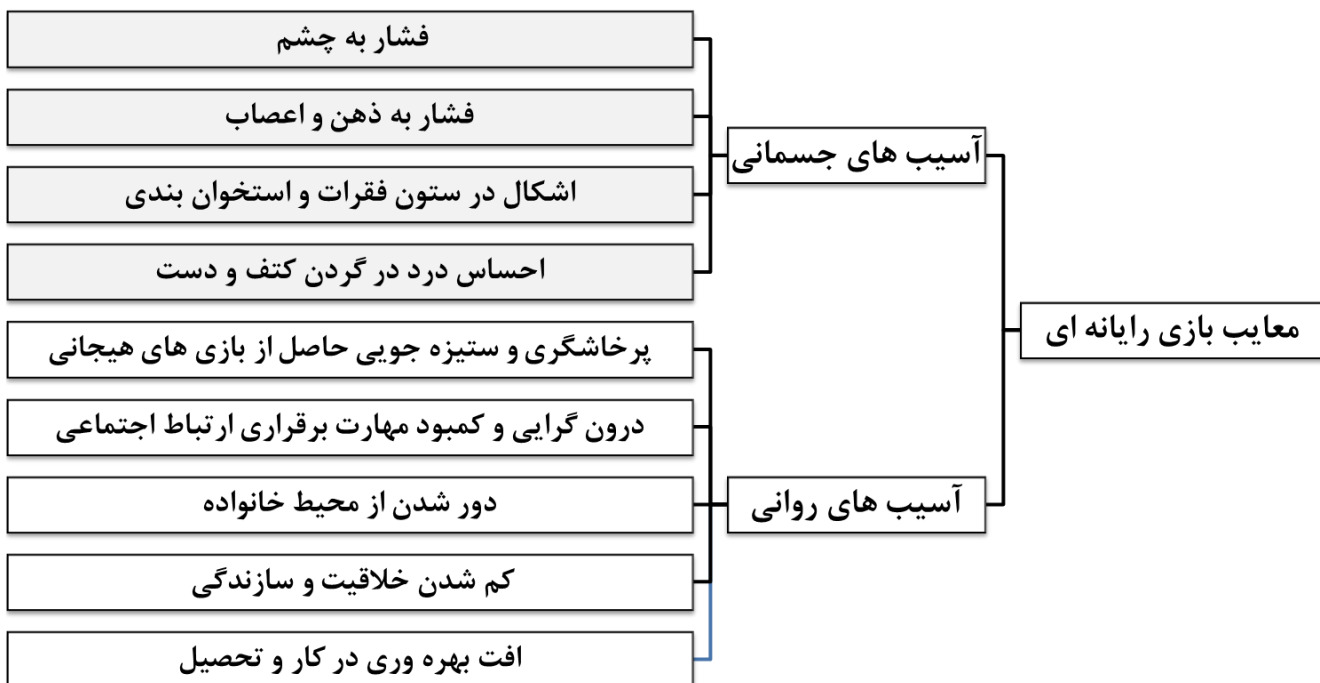 معایب بازی رایانه ای
آسیب های جسمانی
فشار به چشم
فشار به ذهن و اعصاب
اشکال در ستون فقرات و استخوان بندی
احساس درد در گردن کتف و دست
آسیب های روانی
پرخاشگری و ستیزه جویی حاصل از بازی های هیجانی
درون گرایی و کمبود مهارت برقراری ارتباط اجتماعی
دور شدن از محیط خانواده
کم شدن خلاقیت و سازندگی
افت بهره وری در کار و تحصیل